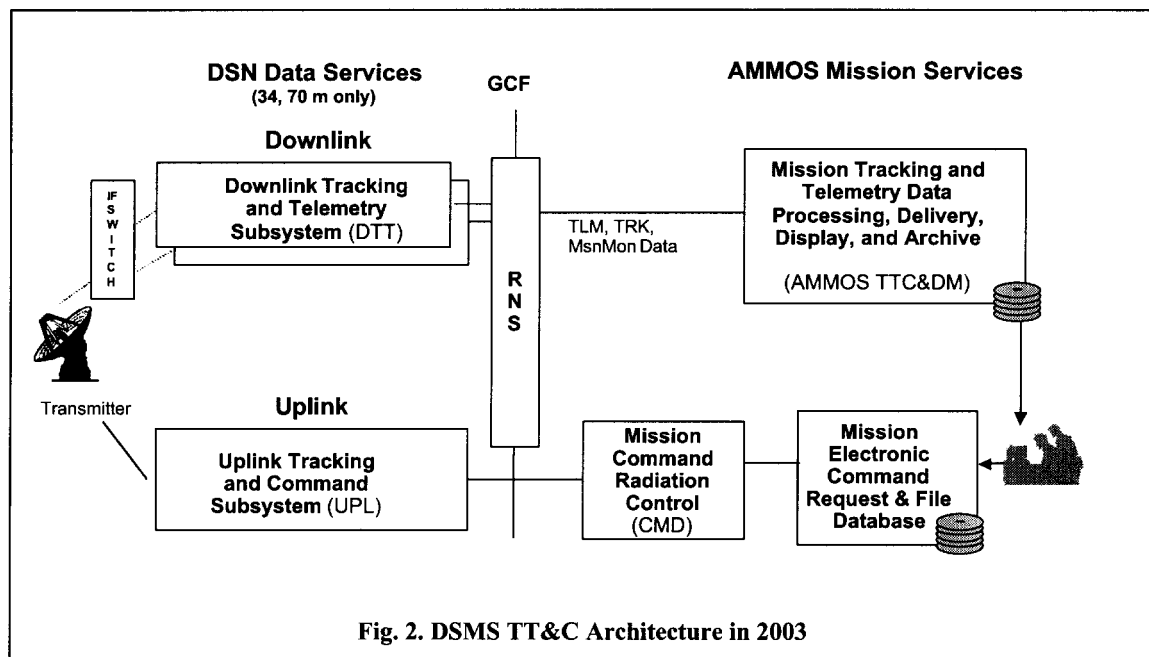 DSN Data Services
(34, 70 m only)
GCF
AMMOS Mission Services
Downlink
IF
S
W
I
T
C
H
Downlink Tracking
and Telemetry
Subsystem (DTT)
R
N
S
TLM, TRK,
MsnMon Data
Mission Tracking and
Telemetry Data
Processing, Delivery,
Display, and Archive
(AMMOS TTC&DM)
Transmitter
Uplink
Uplink Tracking
and Command
Subsystem (UPL)
Mission
Command
Radiation
Control
(CMD)
Mission
Electronic
Command
Request & File
Database
Fig. 2. DSMS TT&C Architecture in 2003